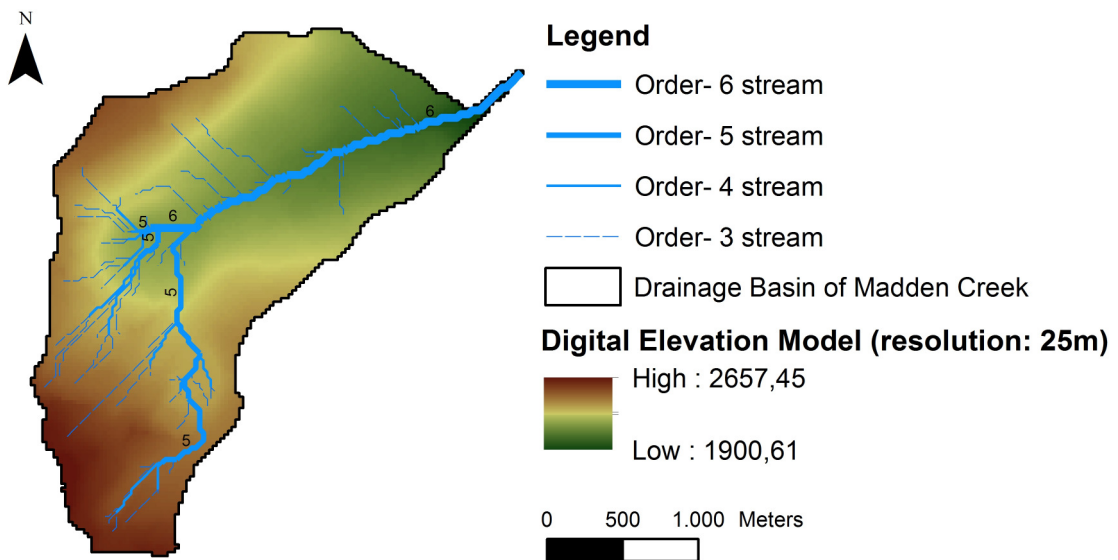 N
6
6
5
5
5
5
Legend
Order- 6 stream
Order- 5 stream
Order- 4 stream
Order- 3 stream
Drainage Basin of Madden Creek
Digital Elevation Model (resolution: 25m)
High : 2657,45
Low : 1900,61
0 500 1.000 Meters